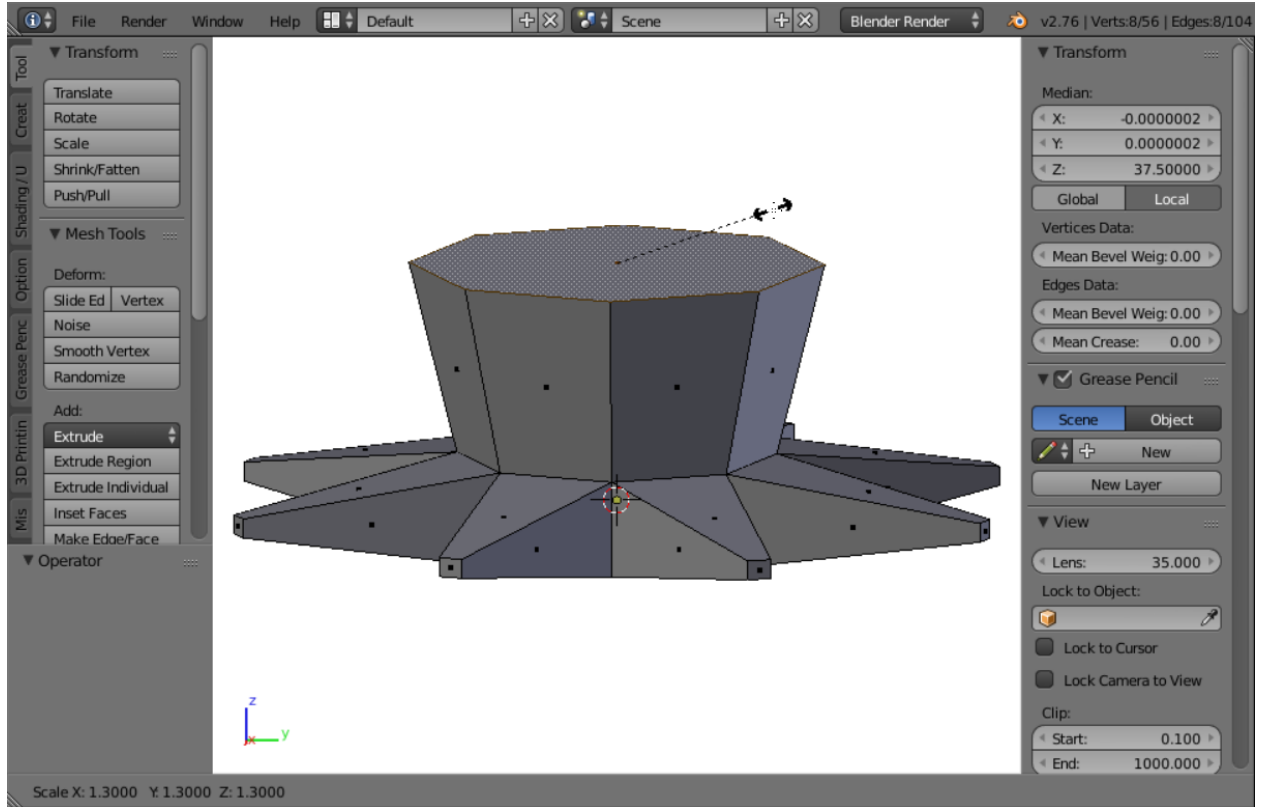 File Render Window Help Default Scene Blender Render v2.76 | Verts:8/56 | Edges:8/104
Tool
Creat
Shading / U
Option
Grease Penc
3D Printin
Mis
Transform
Translate
Rotate
Scale
Shrink/Fatten
Push/Pull
Mesh Tools
Deform:
Slide Ed Vertex
Noise
Smooth Vertex
Randomize
Add:
Extrude
Extrude Region
Extrude Individual
Inset Faces
Make Edge/Face
Operator
z
y
x
Transform
Median:
X: -0.0000002
Y: 0.0000002
Z: 37.50000
Global Local
Vertices Data:
Mean Bevel Weig: 0.00
Edges Data:
Mean Bevel Weig: 0.00
Mean Crease: 0.00
Grease Pencil
Scene Object
New
New Layer
View
Lens: 35.000
Lock to Object:
Lock to Cursor
Lock Camera to View
Clip:
Start: 0.100
End: 1000.000
Scale X: 1.3000 Y: 1.3000 Z: 1.3000